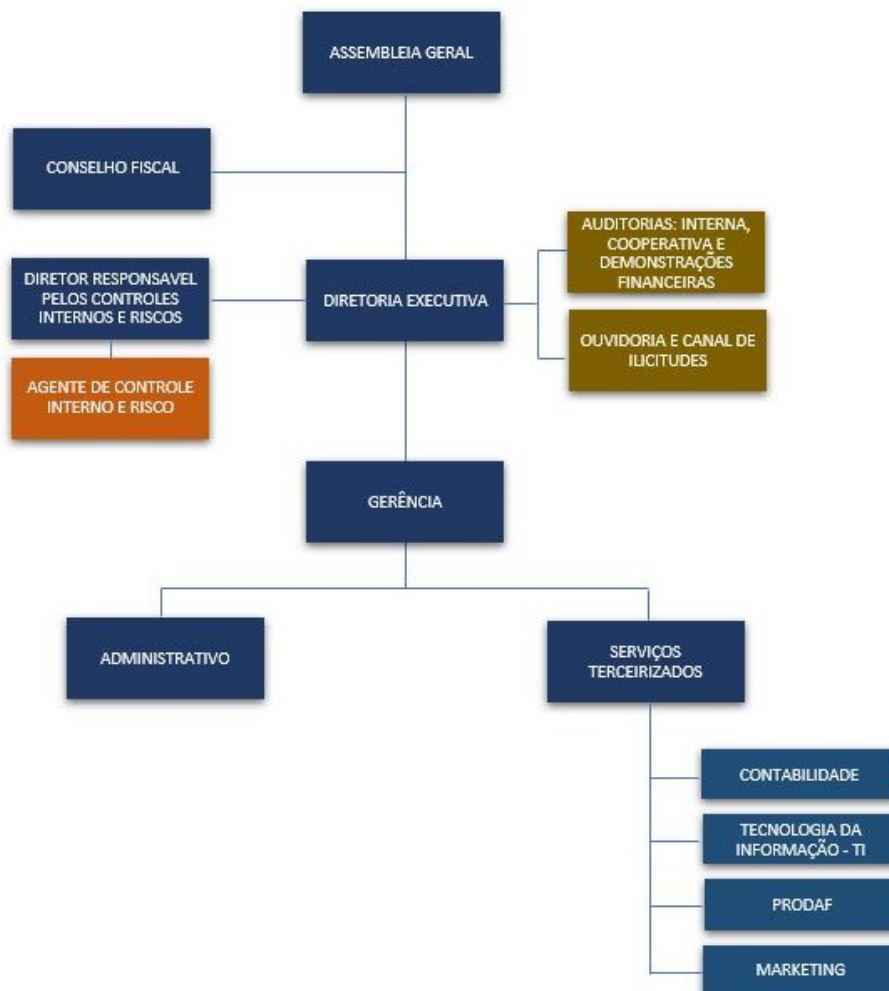 ASSEMBLEIA GERAL
CONSELHO FISCAL
AUDITORIAS: INTERNA,
COOPERATIVA E
DEMONSTRAÇÕES
FINANCEIRAS
DIRETOR RESPONSAVEL
PELOS CONTROLES
INTERNOS E RISCOS
DIRETORIA EXECUTIVA
OUVIDORIA E CANAL DE
ILICITUDES
AGENTE DE CONTROLE
INTERNO E RISCO
GERÊNCIA
ADMINISTRATIVO
SERVIÇOS
TERCEIRIZADOS
CONTABILIDADE
TECNOLOGIA DA
INFORMAÇÃO - TI
PRODAF
MARKETING